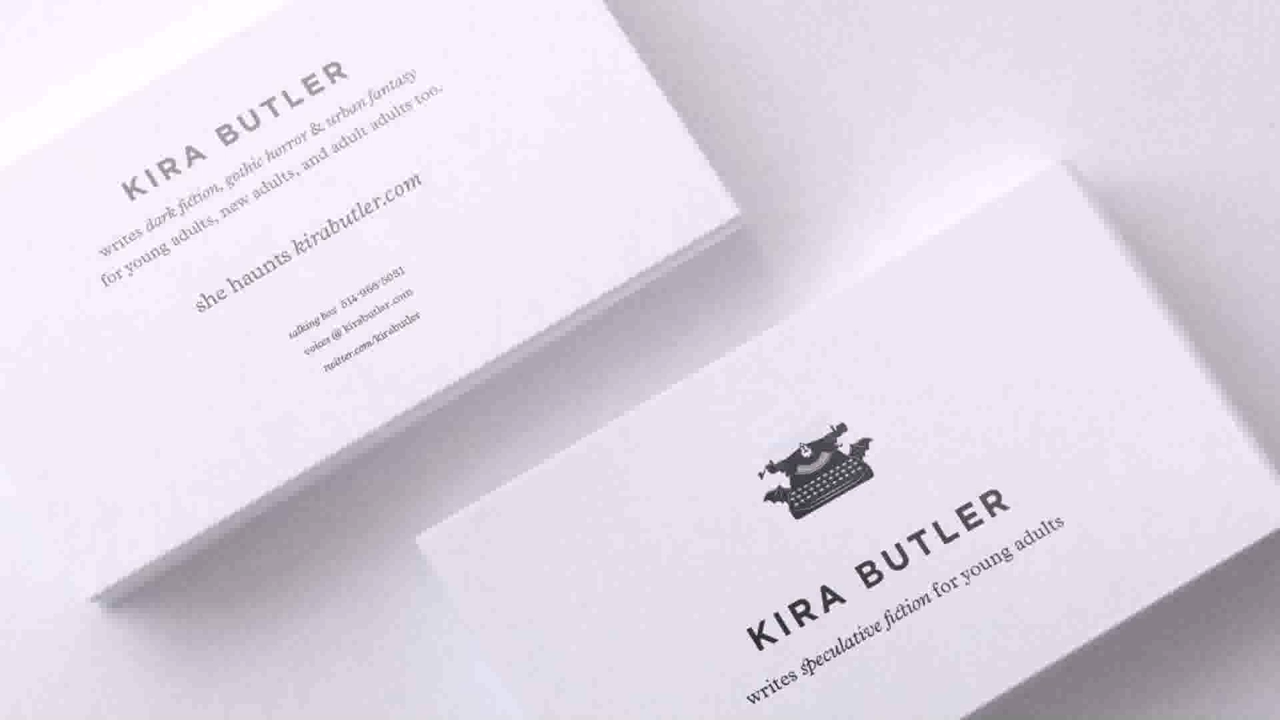 KIRA BUTLER
writes dark fiction, gothic horror & urban fantasy
for young adults, new adults, and adult adults too.
she haunts kirabutler.com
talking box 514-966-5031
voices @ kirabutler.com
twitter.com/kirabutler
KIRA BUTLER
writes speculative fiction for young adults